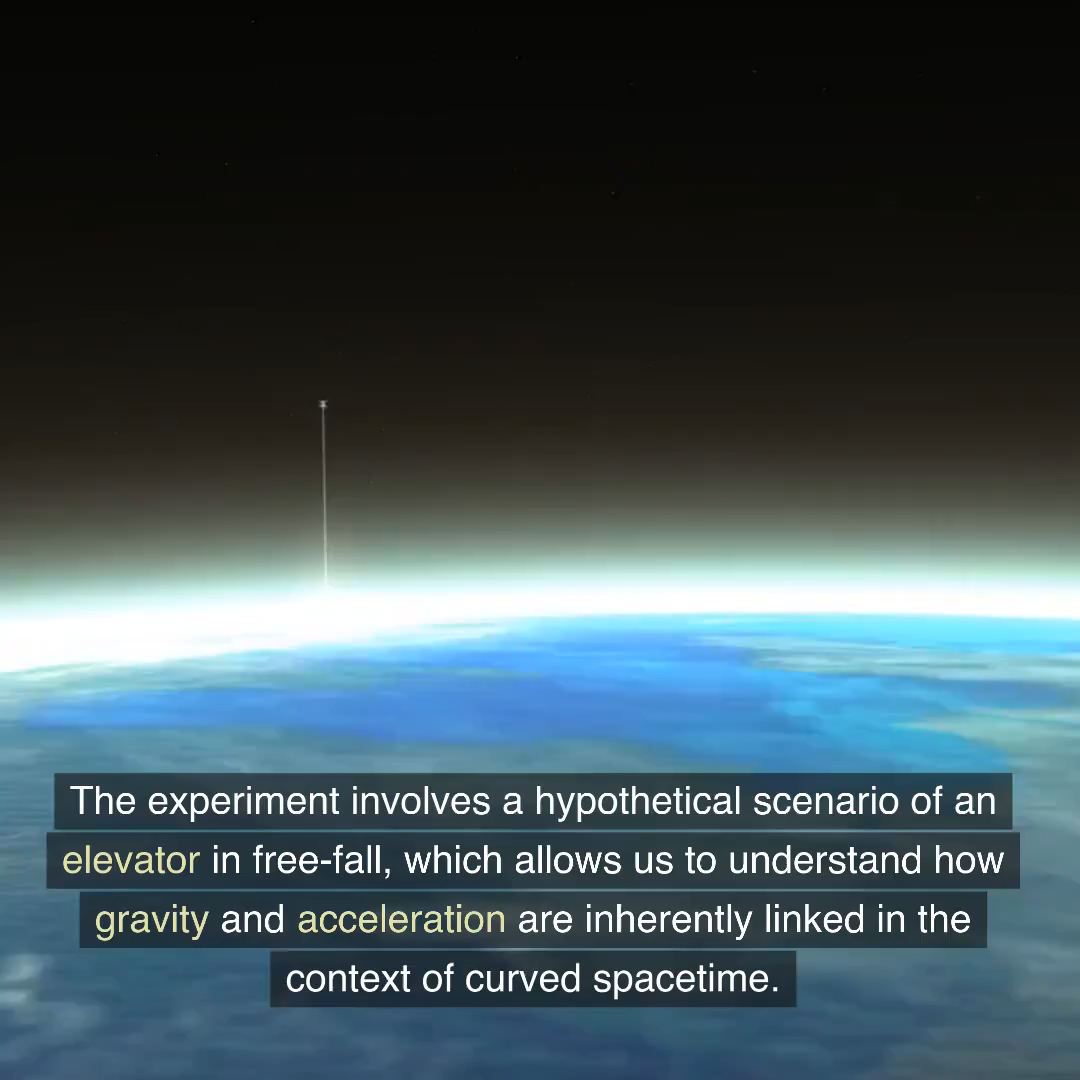 The experiment involves a hypothetical scenario of an
elevator in free-fall, which allows us to understand how
gravity and acceleration are inherently linked in the
context of curved spacetime.